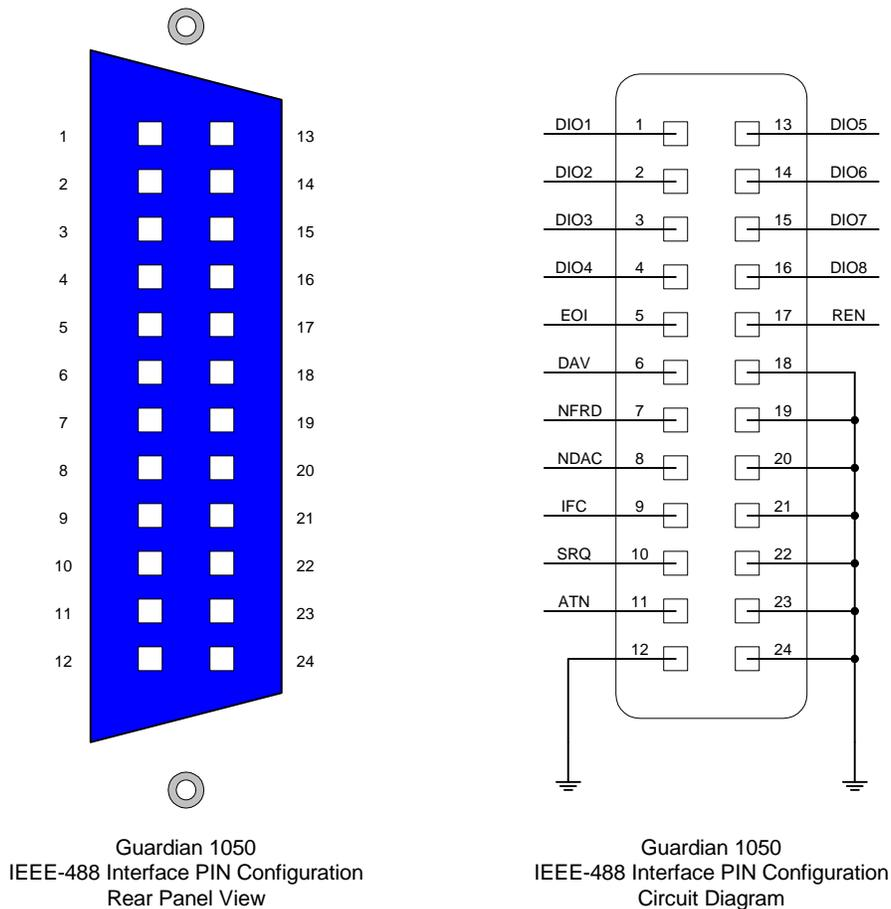 1 13
2 14
3 15
4 16
5 17
6 18
7 19
8 20
9 21
10 22
11 23
12 24
Guardian 1050
IEEE-488 Interface PIN Configuration
Rear Panel View
DIO1 1 13 DIO5
DIO2 2 14 DIO6
DIO3 3 15 DIO7
DIO4 4 16 DIO8
EOI 5 17 REN
DAV 6 18
NFRD 7 19
NDAC 8 20
IFC 9 21
SRQ 10 22
ATN 11 23
12 24
Guardian 1050
IEEE-488 Interface PIN Configuration
Circuit Diagram